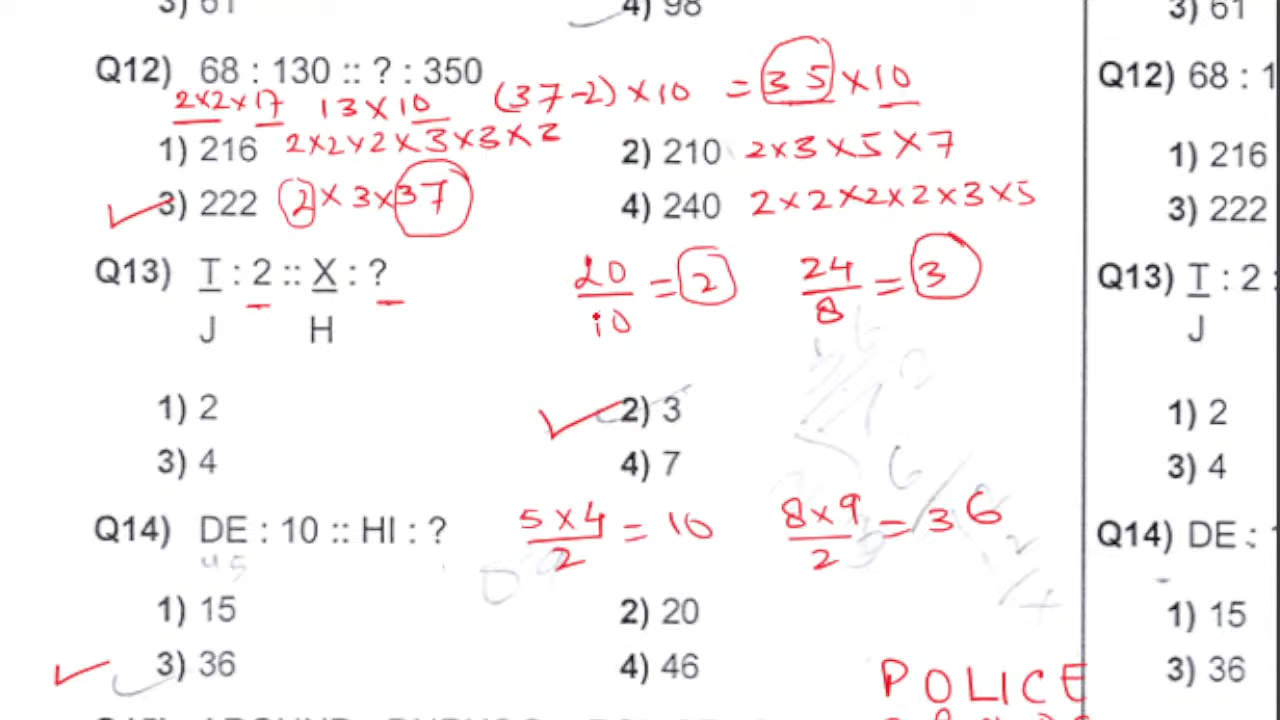 3) 61
4) 98
Q12) 68 : 130 :: ? : 350
2×2×17 13×10 (37-2)×10 = 35×10
1) 216 2×2×2×3×3×3
2) 210 2×3×5×7
3) 222 2×3×37
4) 240 2×2×2×2×3×5
Q13) T : 2 :: X : ?
J H
20/10 = 2 24/8 = 3
1) 2
2) 3
3) 4
4) 7
Q14) DE : 10 :: HI : ?
5×4/2 = 10 8×9/2 = 36
1) 15
2) 20
3) 36
4) 46
POLICE
3) 61
Q12) 68 : 1
1) 216
3) 222
Q13) T : 2 :
J
1) 2
3) 4
Q14) DE :
1) 15
3) 36